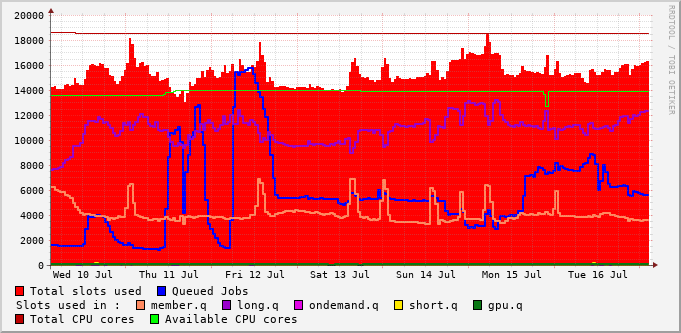 20000
18000
16000
14000
12000
10000
8000
6000
4000
2000
0
Wed 10 Jul Thu 11 Jul Fri 12 Jul Sat 13 Jul Sun 14 Jul Mon 15 Jul Tue 16 Jul
Total slots used Queued Jobs
Slots used in : member.q long.q ondemand.q short.q gpu.q
Total CPU cores Available CPU cores
RRDTOOL / TOBI OETIKER